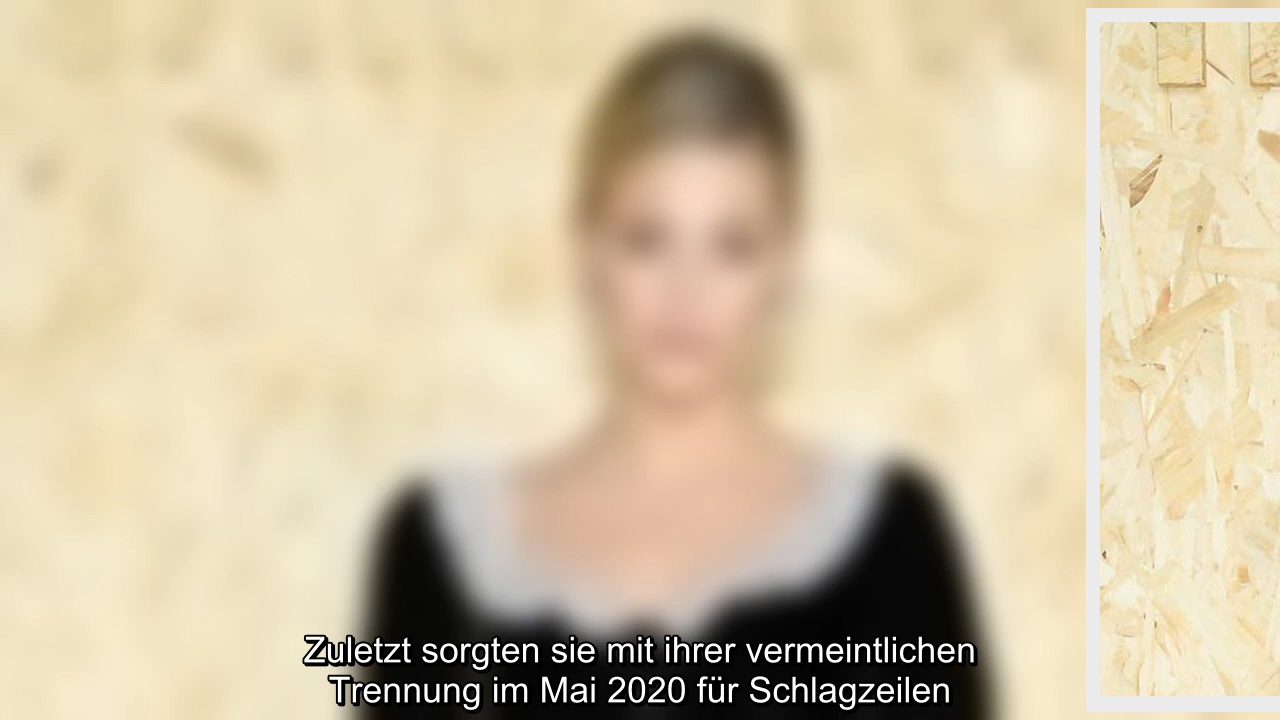 Zuletzt sorgten sie mit ihrer vermeintlichen
Trennung im Mai 2020 für Schlagzeilen